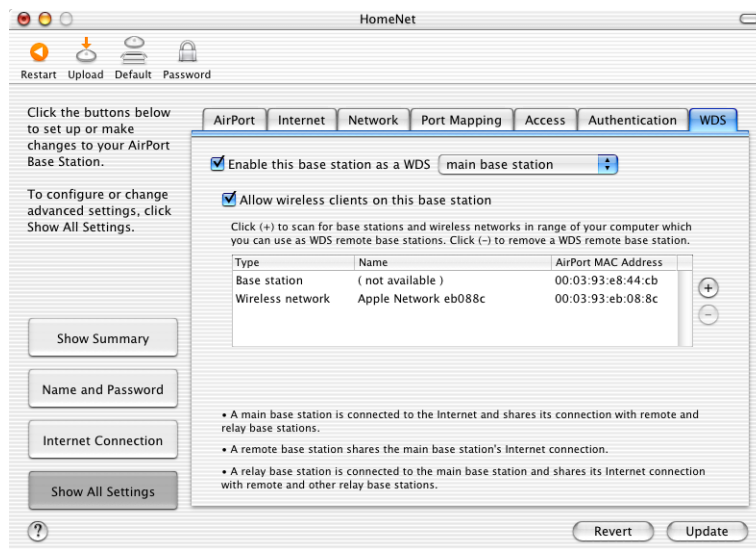 HomeNet
Restart Upload Default Password
Click the buttons below
to set up or make
changes to your AirPort
Base Station.
To configure or change
advanced settings, click
Show All Settings.
Show Summary
Name and Password
Internet Connection
Show All Settings
AirPort Internet Network Port Mapping Access Authentication WDS
Enable this base station as a WDS main base station
Allow wireless clients on this base station
Click (+) to scan for base stations and wireless networks in range of your computer which
you can use as WDS remote base stations. Click (–) to remove a WDS remote base station.
Type Name AirPort MAC Address
Base station ( not available ) 00:03:93:e8:44:cb
Wireless network Apple Network eb088c 00:03:93:eb:08:8c
+
–
• A main base station is connected to the Internet and shares its connection with remote and
relay base stations.
• A remote base station shares the main base station's Internet connection.
• A relay base station is connected to the main base station and shares its Internet connection
with remote and other relay base stations.
? Revert Update